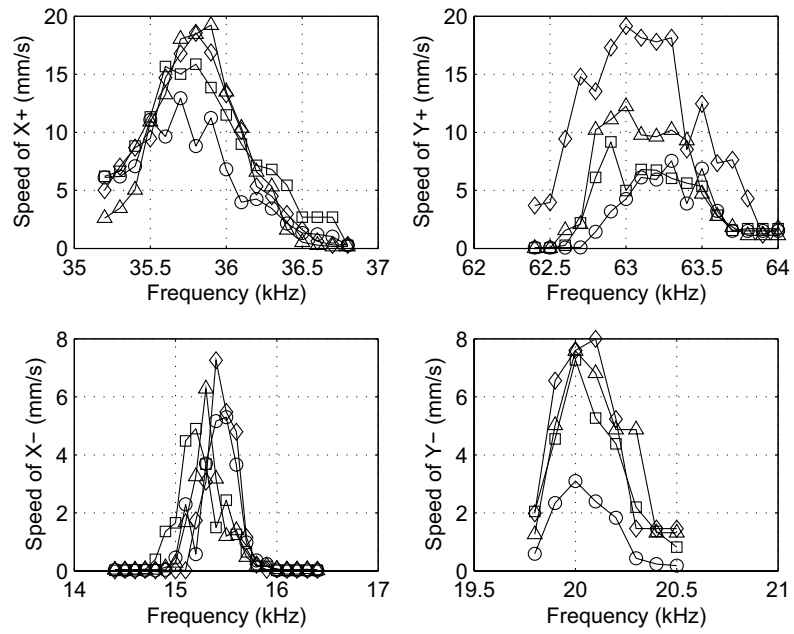 20
15
10
5
0
Speed of X+ (mm/s)
35 35.5 36 36.5 37
Frequency (kHz)
20
15
10
5
0
Speed of Y+ (mm/s)
62 62.5 63 63.5 64
Frequency (kHz)
8
6
4
2
0
Speed of X− (mm/s)
14 15 16 17
Frequency (kHz)
8
6
4
2
0
Speed of Y− (mm/s)
19.5 20 20.5 21
Frequency (kHz)